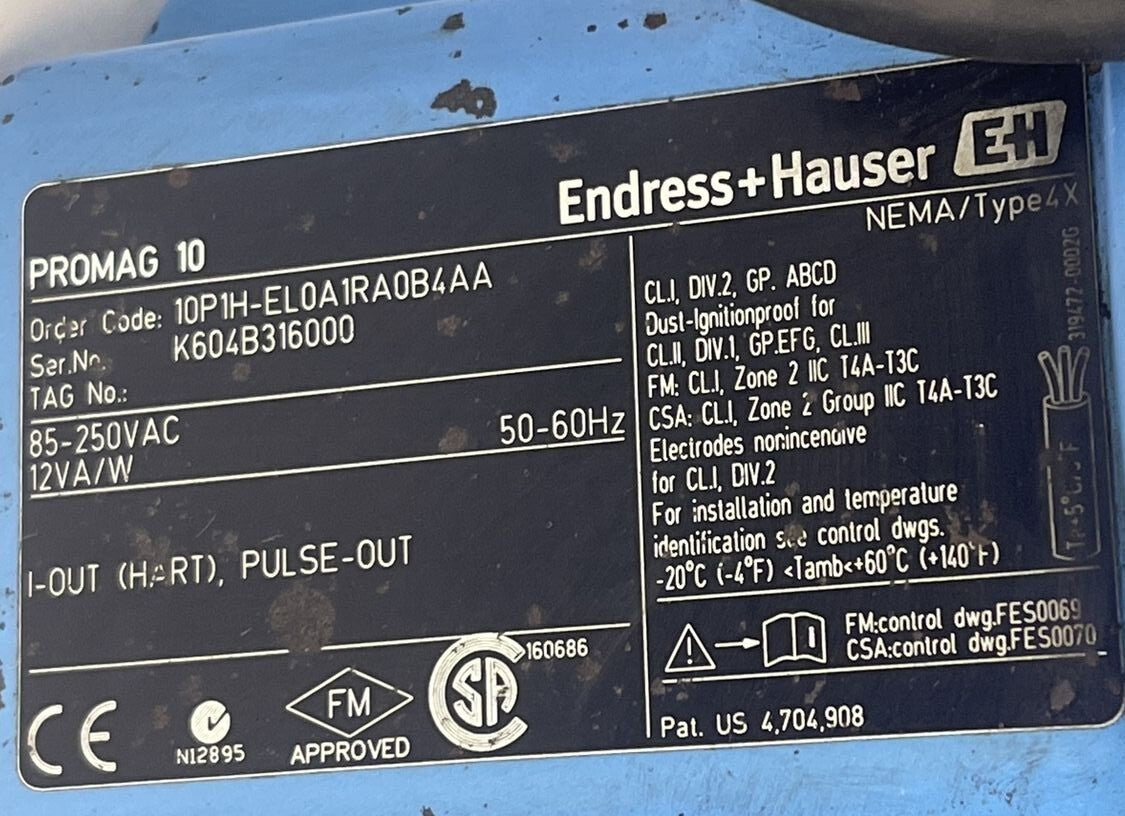 Endress+Hauser EH
NEMA/Type4X
PROMAG 10
Order Code: 10P1H-EL0A1RA0B4AA
Ser.No. K604B316000
TAG No.:
85-250VAC 50-60Hz
12VA/W
I-OUT (HART), PULSE-OUT
CL.I, DIV.2, GP. ABCD
Dust-Ignitionproof for
CL.II, DIV.1, GP.EFG, CL.III
FM: CL.I, Zone 2 IIC T4A-T3C
CSA: CL.I, Zone 2 Group IIC T4A-T3C
Electrodes nonincendive
for CL.I, DIV.2
For installation and temperature
identification see control dwgs.
-20°C (-4°F) <Tamb<+60°C (+140°F)
319472-0002G
FM:control dwg.FES0069
CSA:control dwg.FES0070
Pat. US 4,704,908
CE
N12895
FM
APPROVED
SA
160686